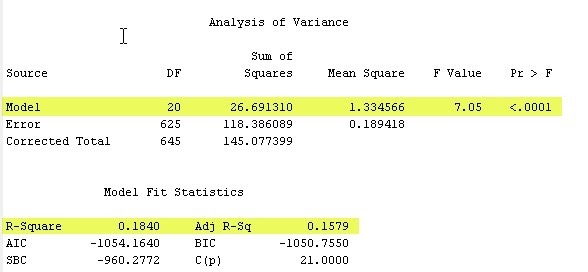 Analysis of Variance
Sum of
Source DF Squares Mean Square F Value Pr > F
Model 20 26.691310 1.334566 7.05 <.0001
Error 625 118.386089 0.189418
Corrected Total 645 145.077399
Model Fit Statistics
R-Square 0.1840 Adj R-Sq 0.1579
AIC -1054.1640 BIC -1050.7550
SBC -960.2772 C(p) 21.0000